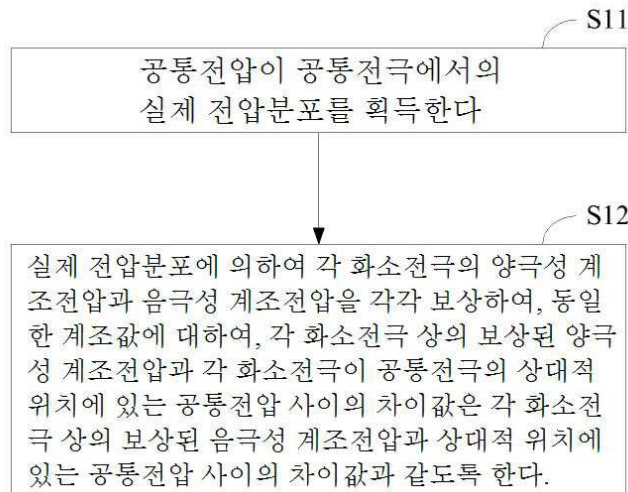 S11
공통전압이 공통전극에서의
실제 전압분포를 획득한다
S12
실제 전압분포에 의하여 각 화소전극의 양극성 계
조전압과 음극성 계조전압을 각각 보상하여, 동일
한 계조값에 대하여, 각 화소전극 상의 보상된 양극
성 계조전압과 각 화소전극이 공통전극의 상대적
위치에 있는 공통전압 사이의 차이값은 각 화소전
극 상의 보상된 음극성 계조전압과 상대적 위치에
있는 공통전압 사이의 차이값과 같도록 한다.